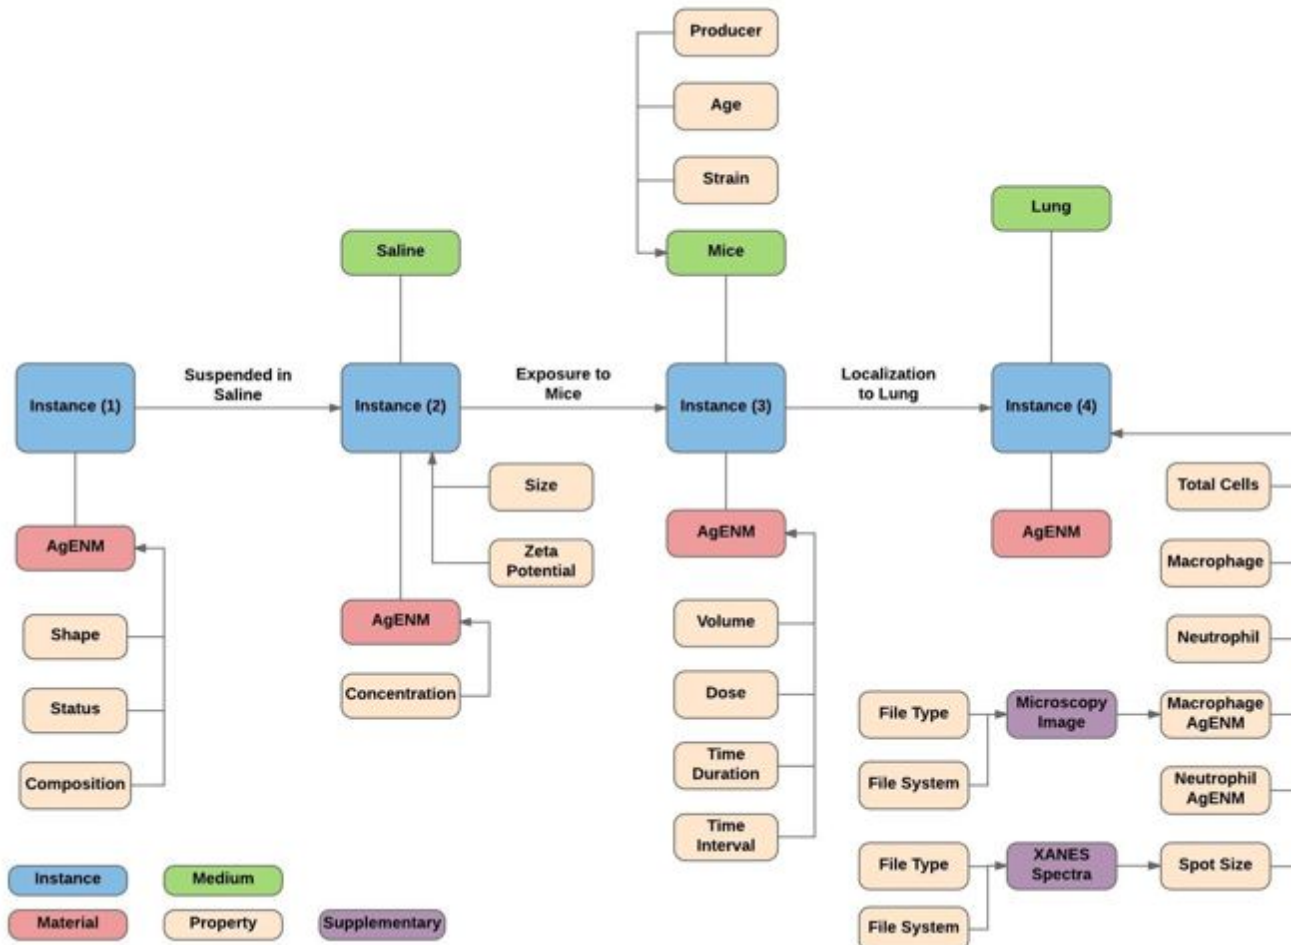 Producer
Age
Strain
Mice
Lung
Saline
Instance (1)
Suspended in
Saline
Instance (2)
Exposure to
Mice
Instance (3)
Localization
to Lung
Instance (4)
AgENM
Shape
Status
Composition
Size
Zeta
Potential
AgENM
Concentration
AgENM
Volume
Dose
Time
Duration
Time
Interval
AgENM
Total Cells
Macrophage
Neutrophil
File Type
File System
Microscopy
Image
Macrophage
AgENM
Neutrophil
AgENM
File Type
File System
XANES
Spectra
Spot Size
Instance
Medium
Material
Property
Supplementary